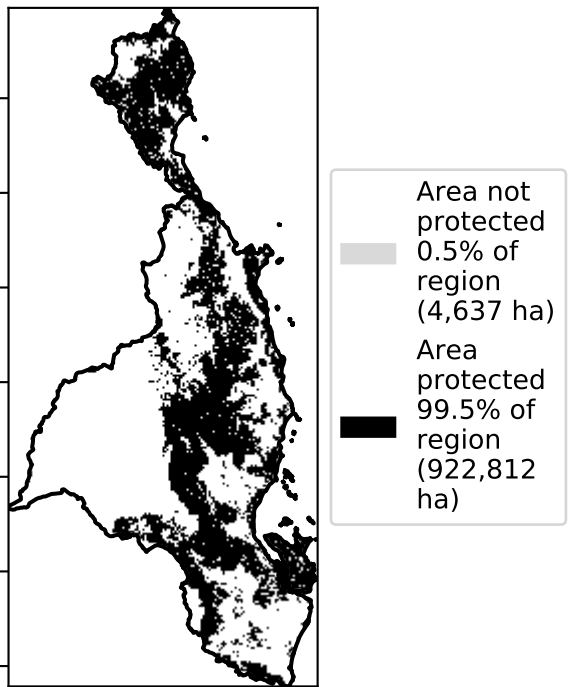 Area not
protected
0.5% of
region
(4,637 ha)
Area
protected
99.5% of
region
(922,812
ha)